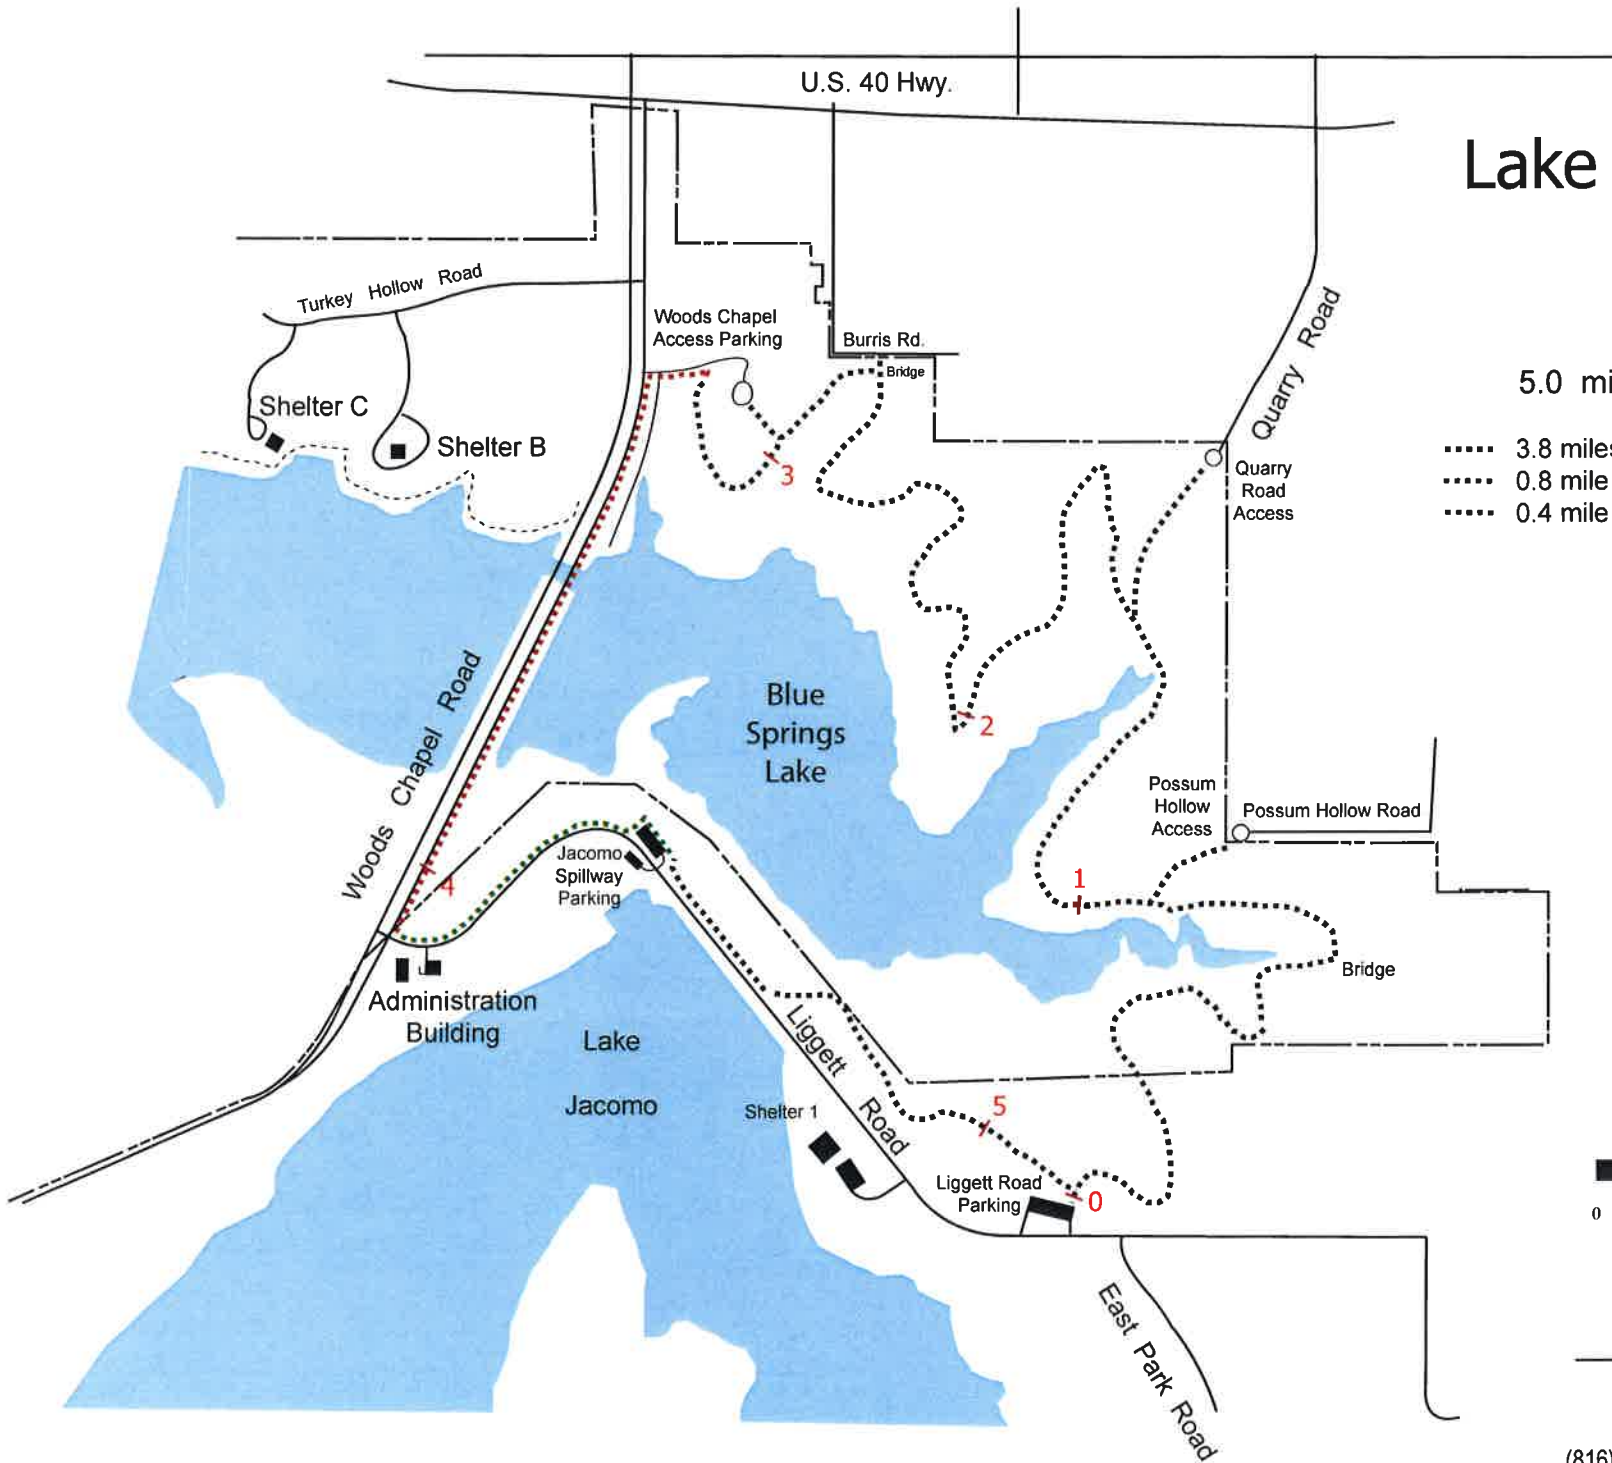 U.S. 40 Hwy.
Lake
Turkey Hollow Road
Woods Chapel
Access Parking
Burris Rd.
Bridge
Quarry Road
5.0 mi
3.8 miles
0.8 mile
0.4 mile
Shelter C
Shelter B
3
Quarry
Road
Access
Woods Chapel Road
Blue
Springs
Lake
2
Possum
Hollow
Access
Possum Hollow Road
Jacomo
Spillway
Parking
4
1
Bridge
Administration
Building
Lake
Jacomo
Liggett Road
Shelter 1
5
Liggett Road
Parking
0
0
East Park Road
(816)